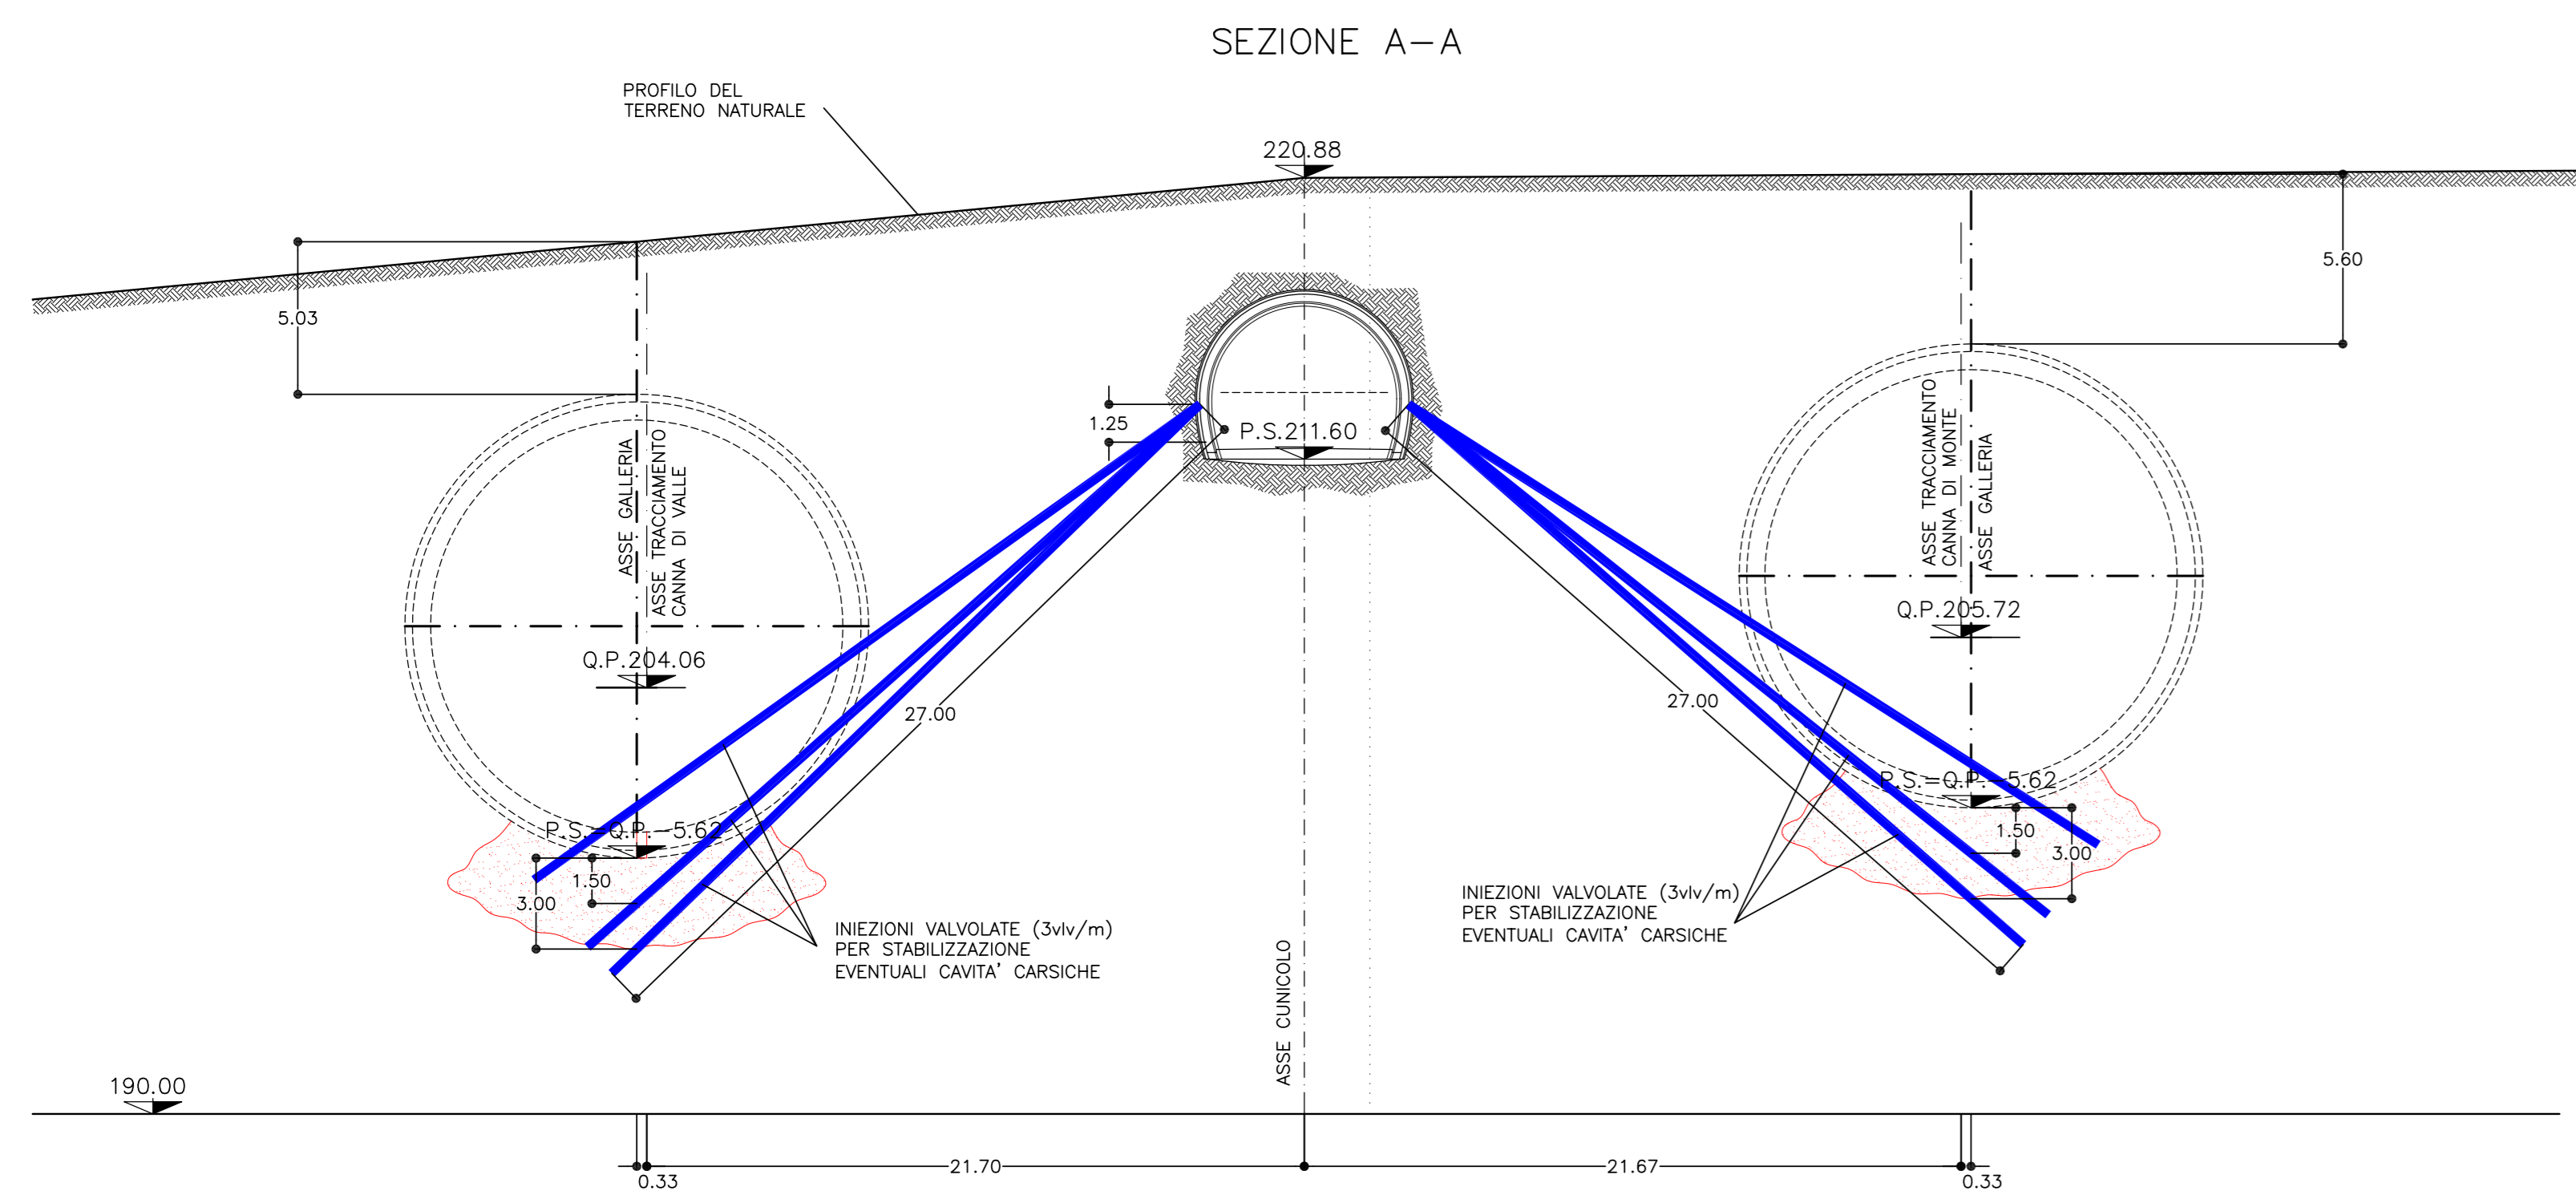 SEZIONE A-A
PROFILO DEL
TERRENO NATURALE
220.88
5.03
5.60
1.25
P.S.211.60
ASSE GALLERIA
ASSE TRACCIAMENTO
CANNA DI VALLE
ASSE TRACCIAMENTO
CANNA DI MONTE
ASSE GALLERIA
Q.P.204.06
Q.P.205.72
27.00
27.00
P.S.=Q.P.-5.62
P.S.=Q.P.-5.62
1.50
3.00
1.50
3.00
INIEZIONI VALVOLATE (3vlv/m)
PER STABILIZZAZIONE
EVENTUALI CAVITA' CARSICHE
INIEZIONI VALVOLATE (3vlv/m)
PER STABILIZZAZIONE
EVENTUALI CAVITA' CARSICHE
ASSE CUNICOLO
190.00
0.33
21.70
21.67
0.33